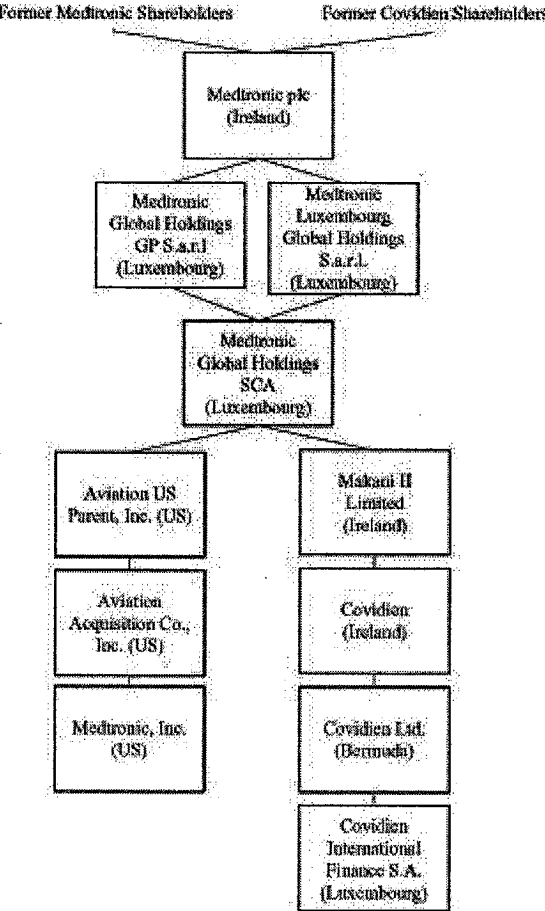 Former Medtronic Shareholders
Former Covidien Shareholders
Medtronic plc
(Ireland)
Medtronic
Global Holdings
GP S.a.r.l
(Luxembourg)
Medtronic
Luxembourg
Global Holdings
S.a.r.l.
(Luxembourg)
Medtronic
Global Holdings
SCA
(Luxembourg)
Aviation US
Parent, Inc. (US)
Makani II
Limited
(Ireland)
Aviation
Acquisition Co.,
Inc. (US)
Covidien
(Ireland)
Medtronic, Inc.
(US)
Covidien Ltd.
(Bermuda)
Covidien
International
Finance S.A.
(Luxembourg)